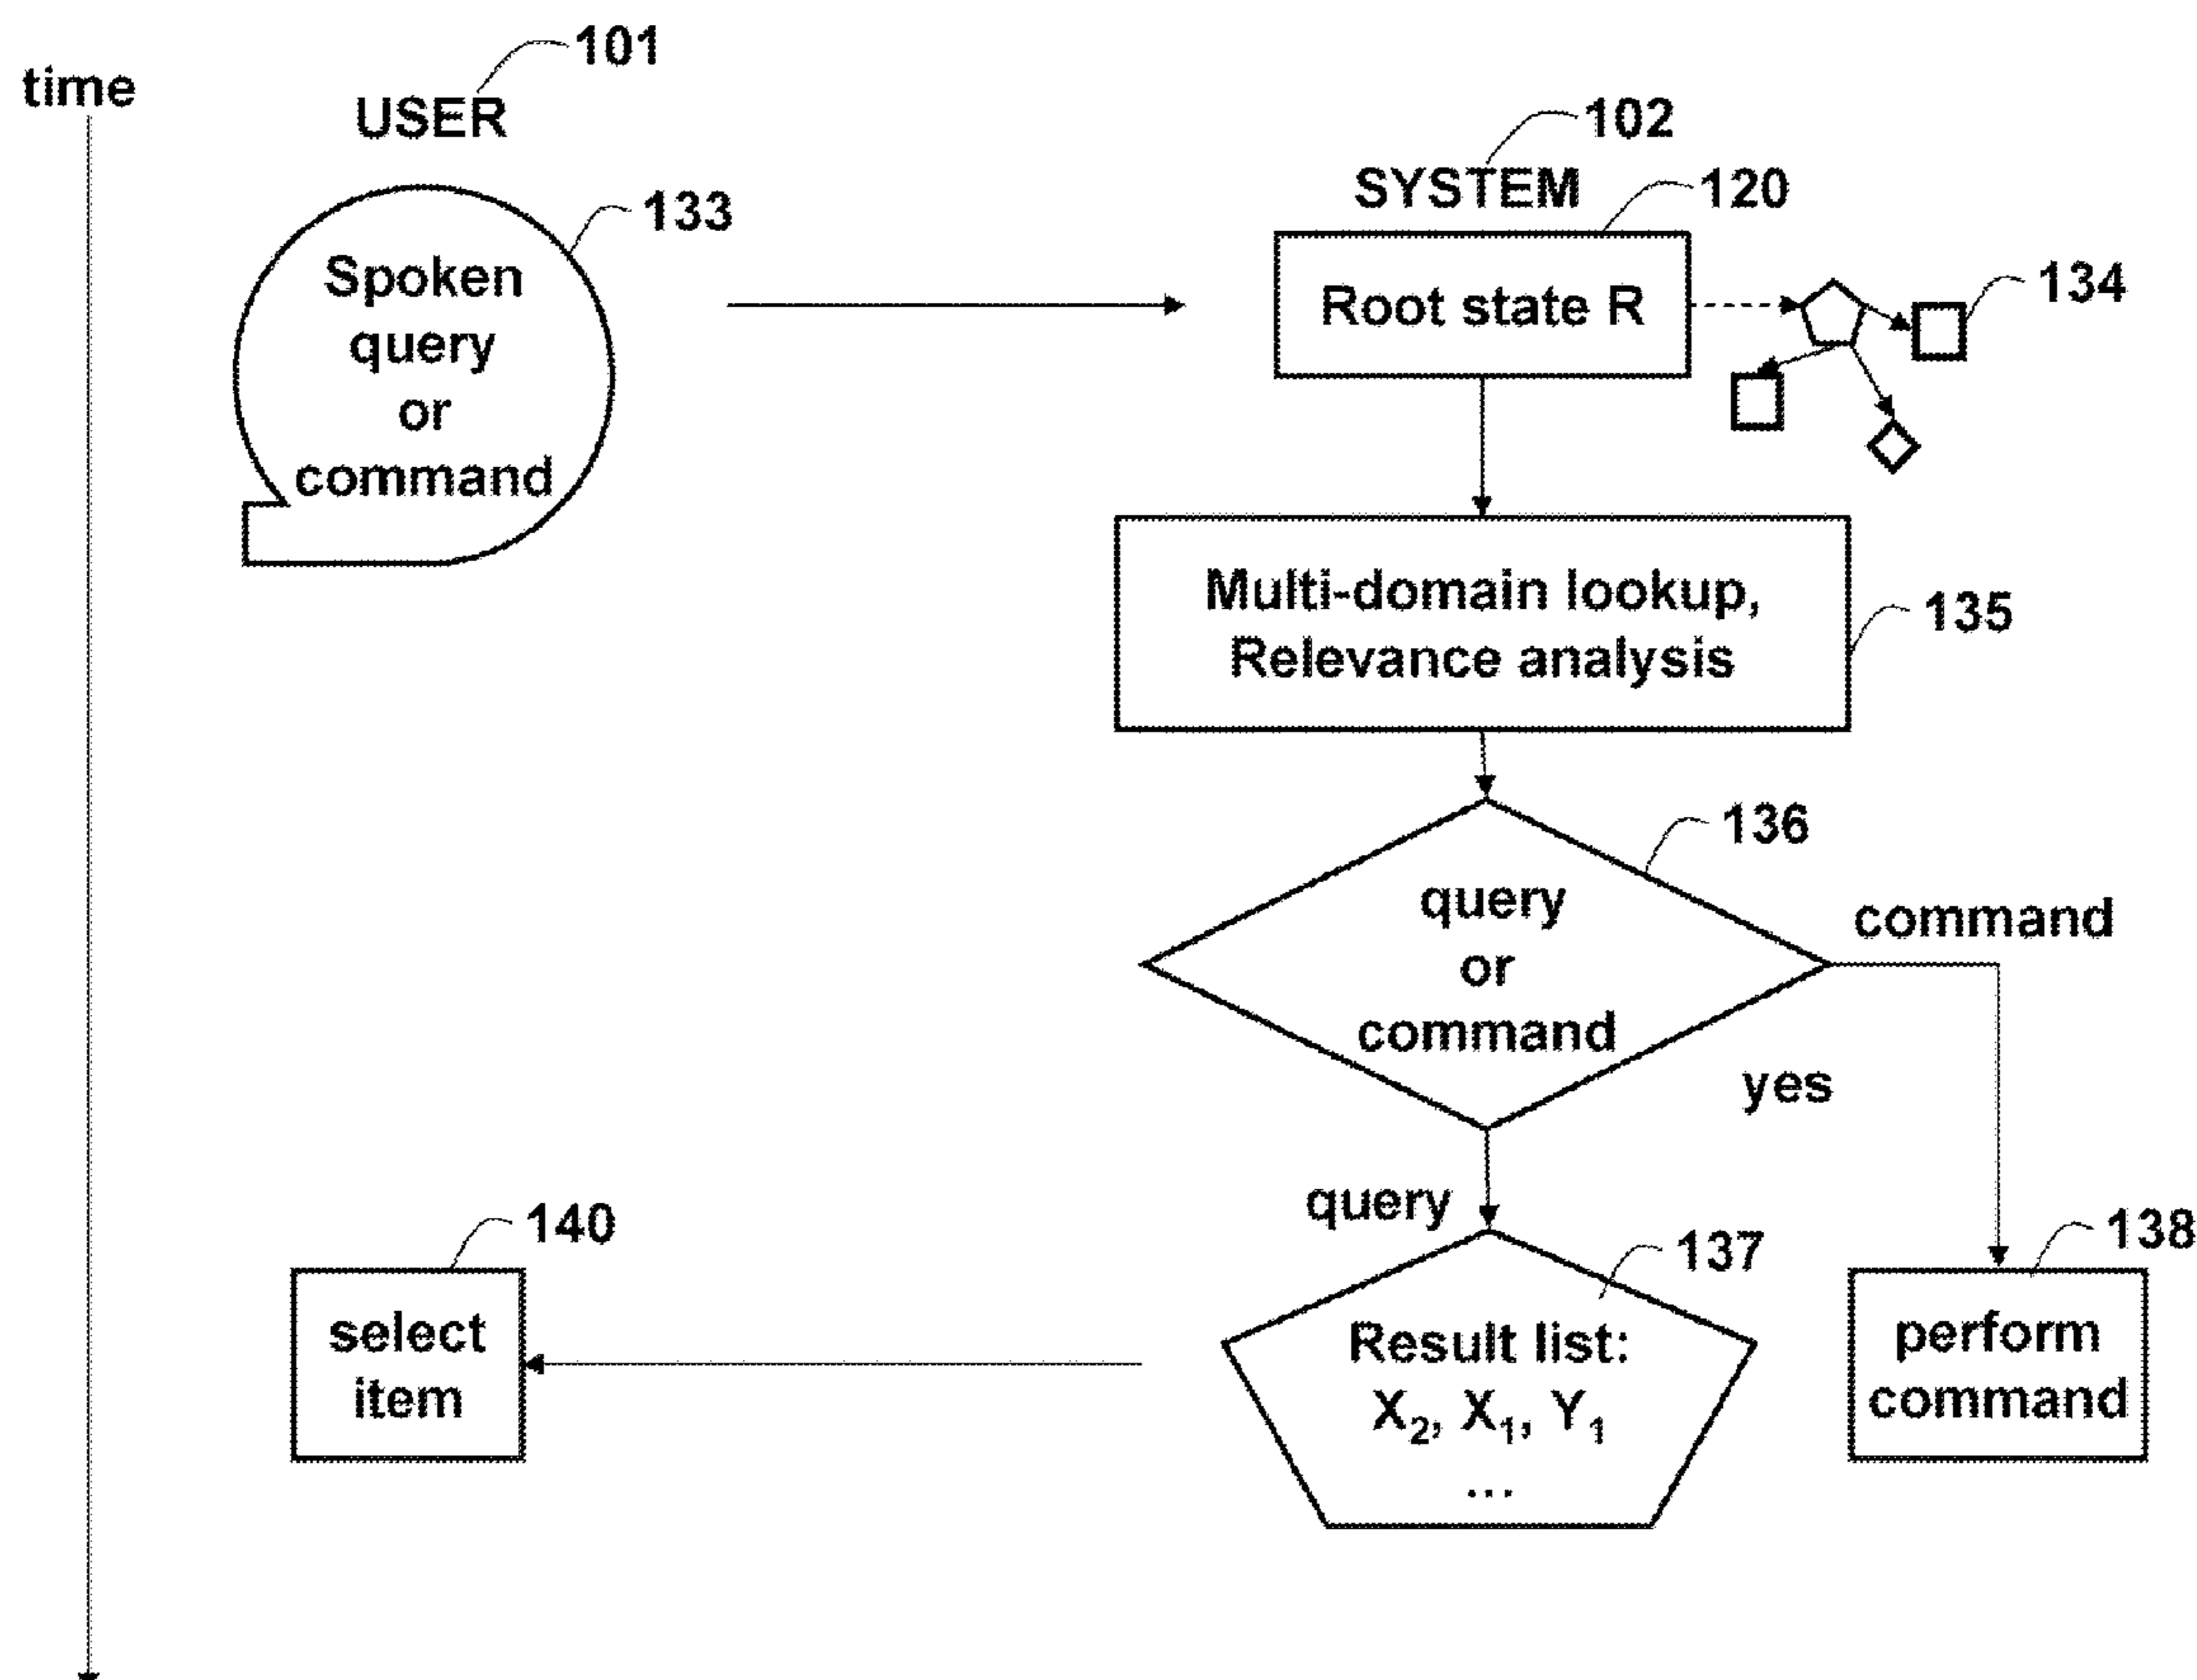 time
101
USER
102
SYSTEM
120
133
Spoken
query
or
command
Root state R
134
Multi-domain lookup,
Relevance analysis
135
136
query
or
command
command
yes
query
140
select
item
137
Result list:
X₂, X₁, Y₁
...
138
perform
command